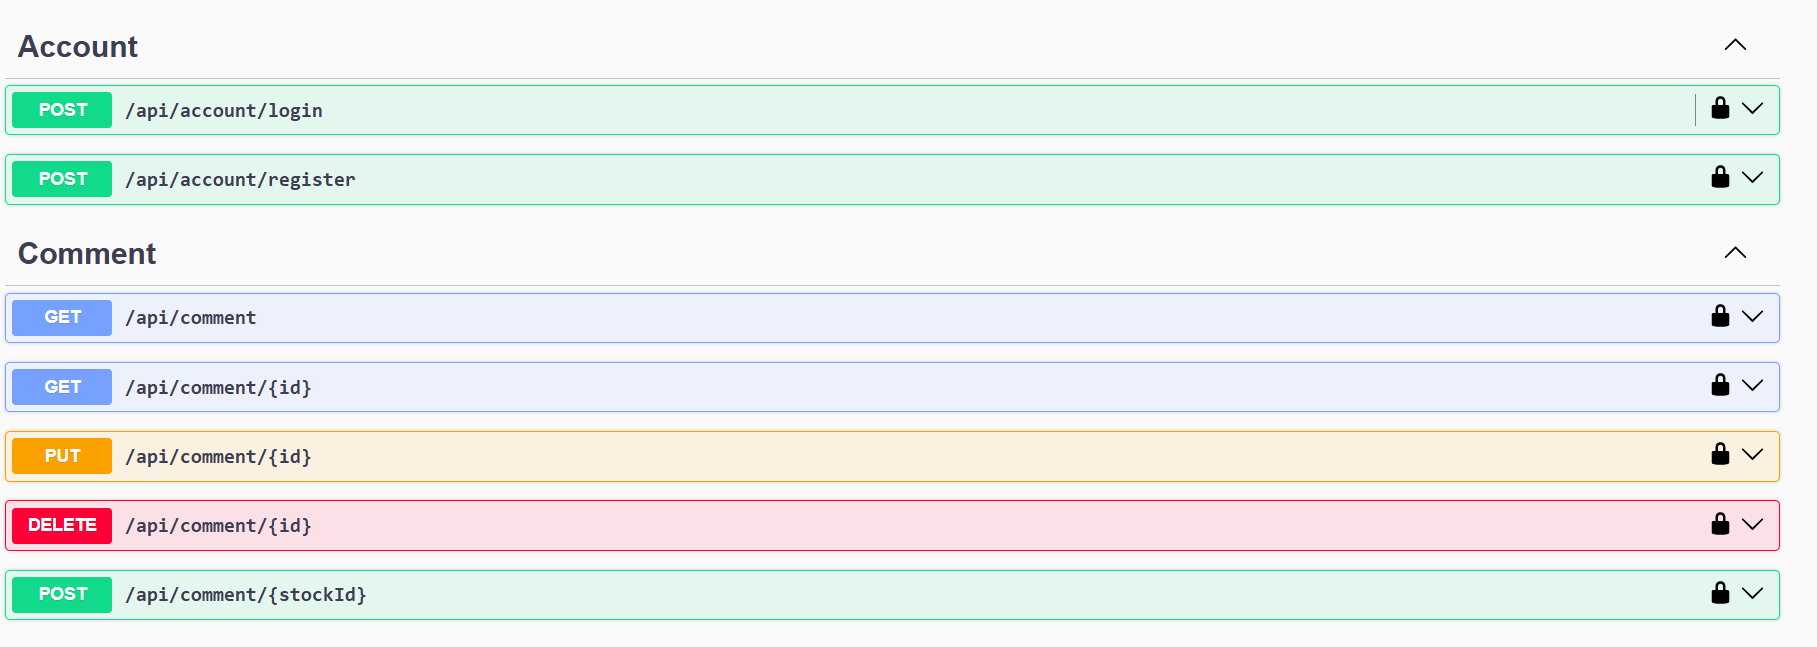 Account
POST /api/account/login
POST /api/account/register
Comment
GET /api/comment
GET /api/comment/{id}
PUT /api/comment/{id}
DELETE /api/comment/{id}
POST /api/comment/{stockId}